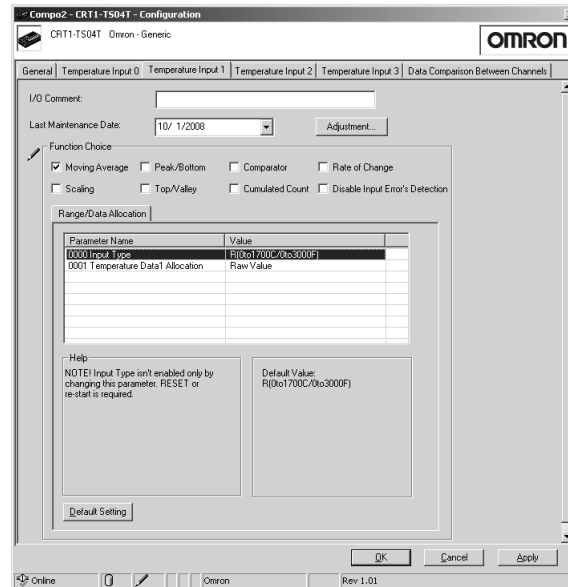 Compo2 - CRT1-TS04T - Configuration
CRT1-TS04T Omron - Generic
OMRON
General Temperature Input 0 Temperature Input 1 Temperature Input 2 Temperature Input 3 Data Comparison Between Channels
I/O Comment:
Last Maintenance Date: 10/ 1/2008 Adjustment...
Function Choice
Moving Average Peak/Bottom Comparator Rate of Change
Scaling Top/Valley Cumulated Count Disable Input Error's Detection
Range/Data Allocation
Parameter Name Value
0000 Input Type R(0to1700C/0to3000F)
0001 Temperature Data1 Allocation Raw Value
Help
NOTE! Input Type isn't enabled only by
changing this parameter. RESET or
re-start is required.
Default Value:
R(0to1700C/0to3000F)
Default Setting
OK Cancel Apply
Online Omron Rev 1.01